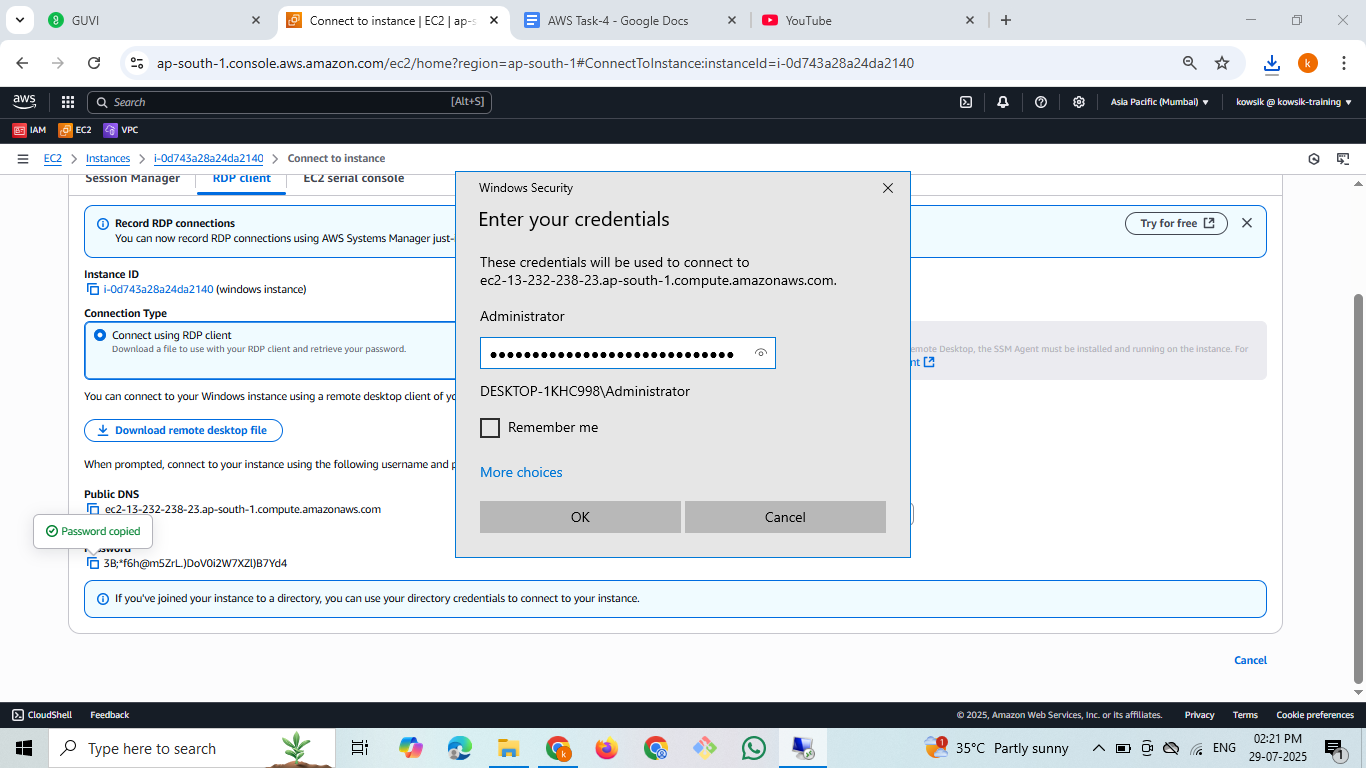 GUVI
Connect to instance | EC2 | ap-s
AWS Task-4 - Google Docs
YouTube
ap-south-1.console.aws.amazon.com/ec2/home?region=ap-south-1#ConnectToInstance:instanceId=i-0d743a28a24da2140
k
aws
Search
[Alt+S]
Asia Pacific (Mumbai)
kowsik @ kowsik-training
IAM
EC2
VPC
EC2 > Instances > i-0d743a28a24da2140 > Connect to instance
Session Manager
RDP client
EC2 serial console
Record RDP connections
You can now record RDP connections using AWS Systems Manager just-
Try for free
Instance ID
i-0d743a28a24da2140 (windows instance)
Connection Type
Connect using RDP client
Download a file to use with your RDP client and retrieve your password.
emote Desktop, the SSM Agent must be installed and running on the instance. For
nt
You can connect to your Windows instance using a remote desktop client of yo
Download remote desktop file
When prompted, connect to your instance using the following username and p
Public DNS
ec2-13-232-238-23.ap-south-1.compute.amazonaws.com
Password copied
Password
3B;*f6h@m5ZrL.)DoV0i2W7XZl)B7Yd4
If you've joined your instance to a directory, you can use your directory credentials to connect to your instance.
Cancel
Windows Security
Enter your credentials
These credentials will be used to connect to
ec2-13-232-238-23.ap-south-1.compute.amazonaws.com.
Administrator
DESKTOP-1KHC998\Administrator
Remember me
More choices
OK
Cancel
CloudShell
Feedback
© 2025, Amazon Web Services, Inc. or its affiliates.
Privacy
Terms
Cookie preferences
Type here to search
35°C Partly sunny
ENG
02:21 PM
29-07-2025
1